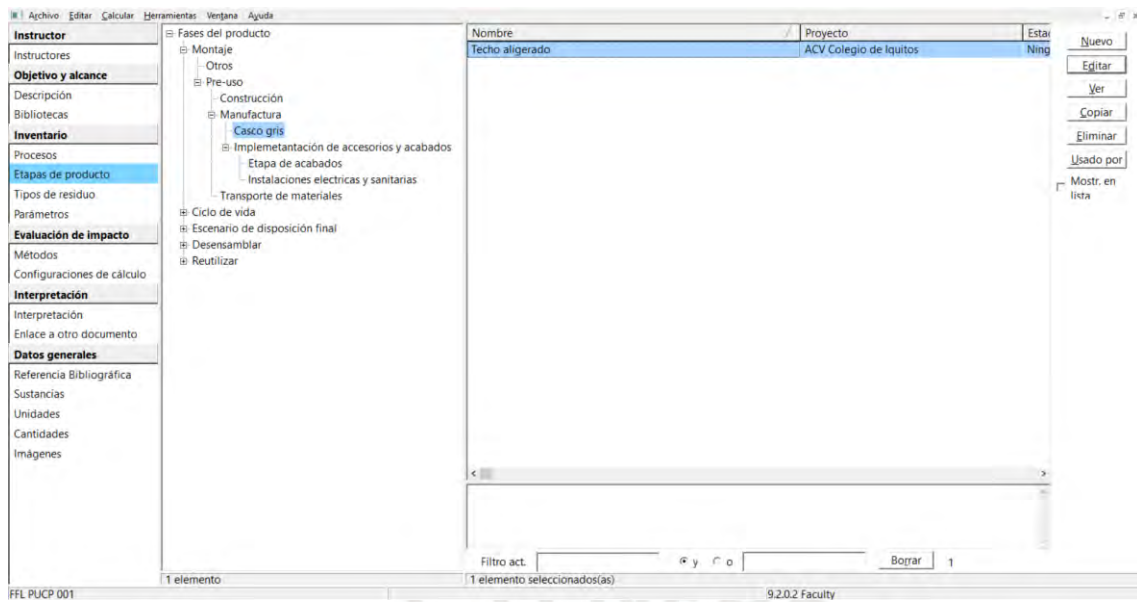 Archivo Editar Calcular Herramientas Ventana Ayuda
Instructor
Instructores
Objetivo y alcance
Descripción
Bibliotecas
Inventario
Procesos
Etapas de producto
Tipos de residuo
Parámetros
Evaluación de impacto
Métodos
Configuraciones de cálculo
Interpretación
Interpretación
Enlace a otro documento
Datos generales
Referencia Bibliográfica
Sustancias
Unidades
Cantidades
Imágenes
Fases del producto
Montaje
Otros
Pre-uso
Construcción
Manufactura
Casco gris
Implemetantación de accesorios y acabados
Etapa de acabados
Instalaciones electricas y sanitarias
Transporte de materiales
Ciclo de vida
Escenario de disposición final
Desensamblar
Reutilizar
Nombre Proyecto Estad
Techo aligerado ACV Colegio de Iquitos Ning
Nuevo
Editar
Ver
Copiar
Eliminar
Usado por
Mostr. en
lista
Filtro act. y o Borrar 1
1 elemento 1 elemento seleccionados(as)
FFL PUCP 001 9.2.0.2 Faculty